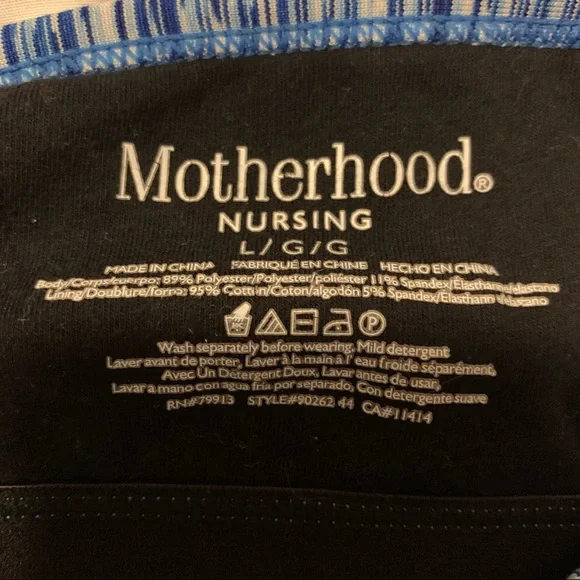 Motherhood®
NURSING
L/G/G
MADE IN CHINA FABRIQUÉ EN CHINE HECHO EN CHINA
Body/Corps/cuerpo: 89% Polyester/Polyester/poliéster 11% Spandex/Élasthanne/elastano
Lining/Doublure/forro: 95% Cotton/Coton/algodón 5% Spandex/Élasthanne/elastano
Wash separately before wearing, Mild detergent
Laver avant de porter, Laver à la main à l'eau froide séparément,
Avec Un Détergent Doux, Lavar antes de usar,
Lavar a mano con agua fria por separado, Con detergente suave
RN#79913 STYLE#90262 44 CA#11414